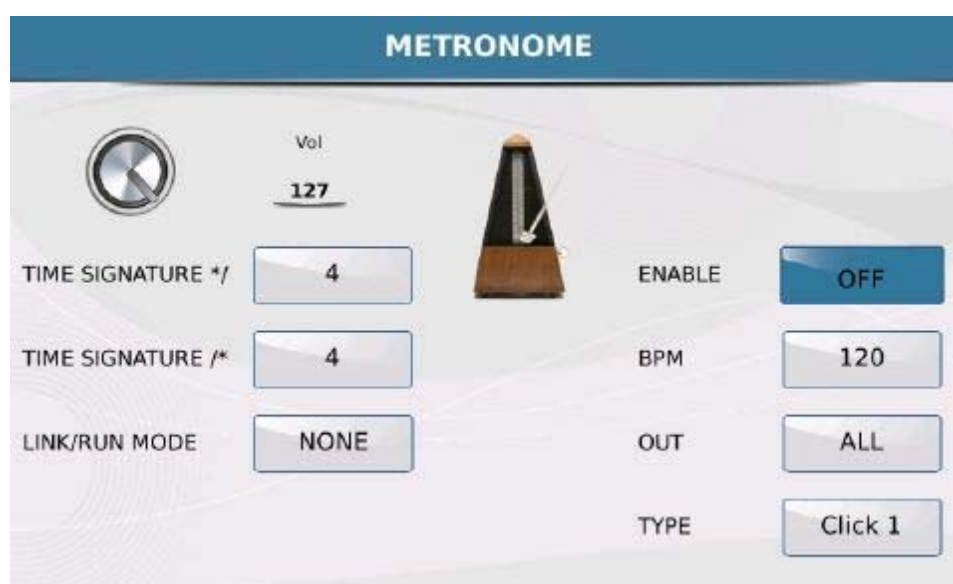 METRONOME
Vol
127
TIME SIGNATURE */
4
ENABLE
OFF
TIME SIGNATURE /*
4
BPM
120
LINK/RUN MODE
NONE
OUT
ALL
TYPE
Click 1